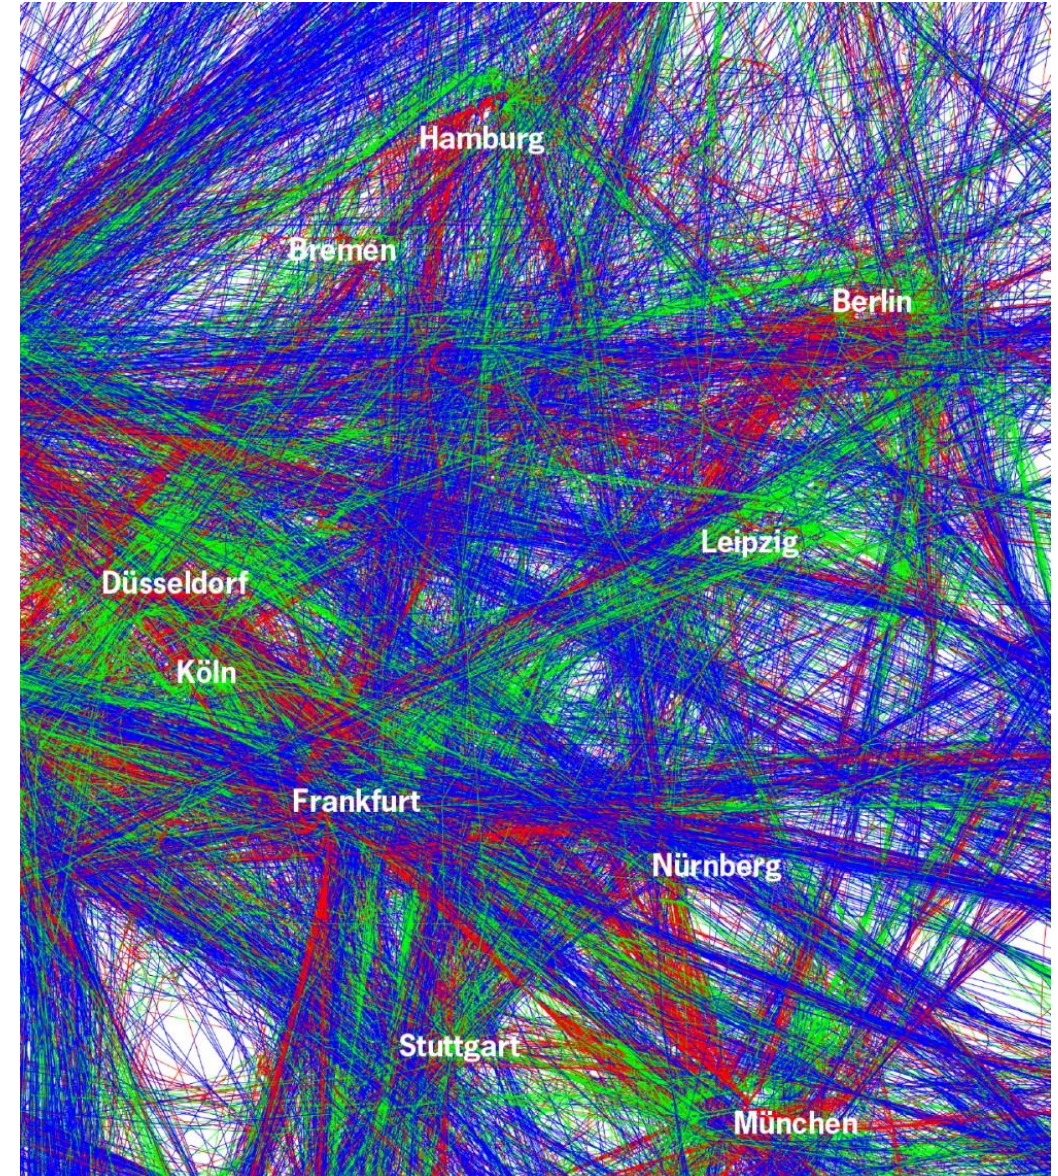 Hamburg
Bremen
Berlin
Leipzig
Düsseldorf
Köln
Frankfurt
Nürnberg
Stuttgart
München